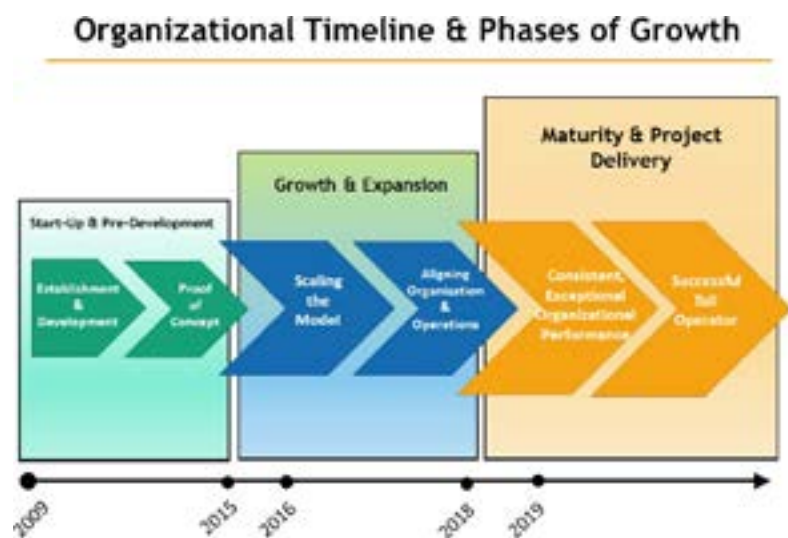 Organizational Timeline & Phases of Growth
Start-Up & Pre-Development
Establishment
&
Development
Proof
of
Concept
Growth & Expansion
Scaling
the
Model
Aligning
Organisation
&
Operations
Maturity & Project
Delivery
Consistent,
Exceptional
Organizational
Performance
Successful
Toll
Operator
2009
2015
2016
2018
2019